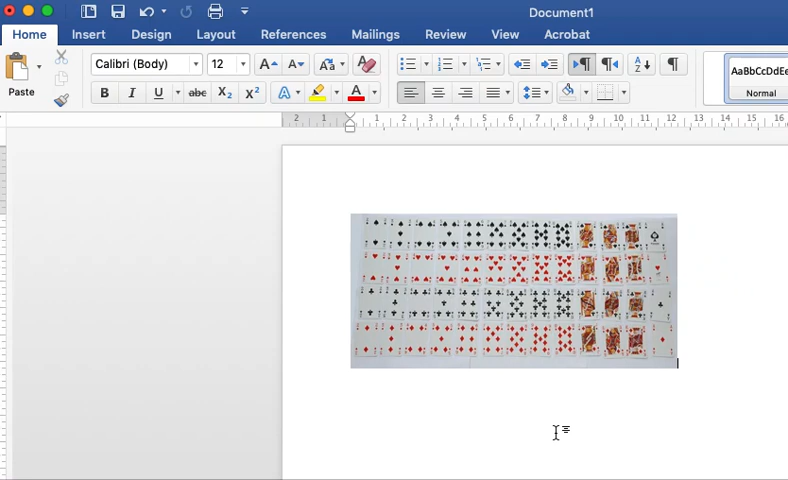 Document1
Home Insert Design Layout References Mailings Review View Acrobat
Paste
Calibri (Body) 12 A A Aa A
B I U abc X₂ X² A A
A Z
AaBbCcDdEe
Normal
2 1 1 2 3 4 5 6 7 8 9 10 11 12 13 14 15 16